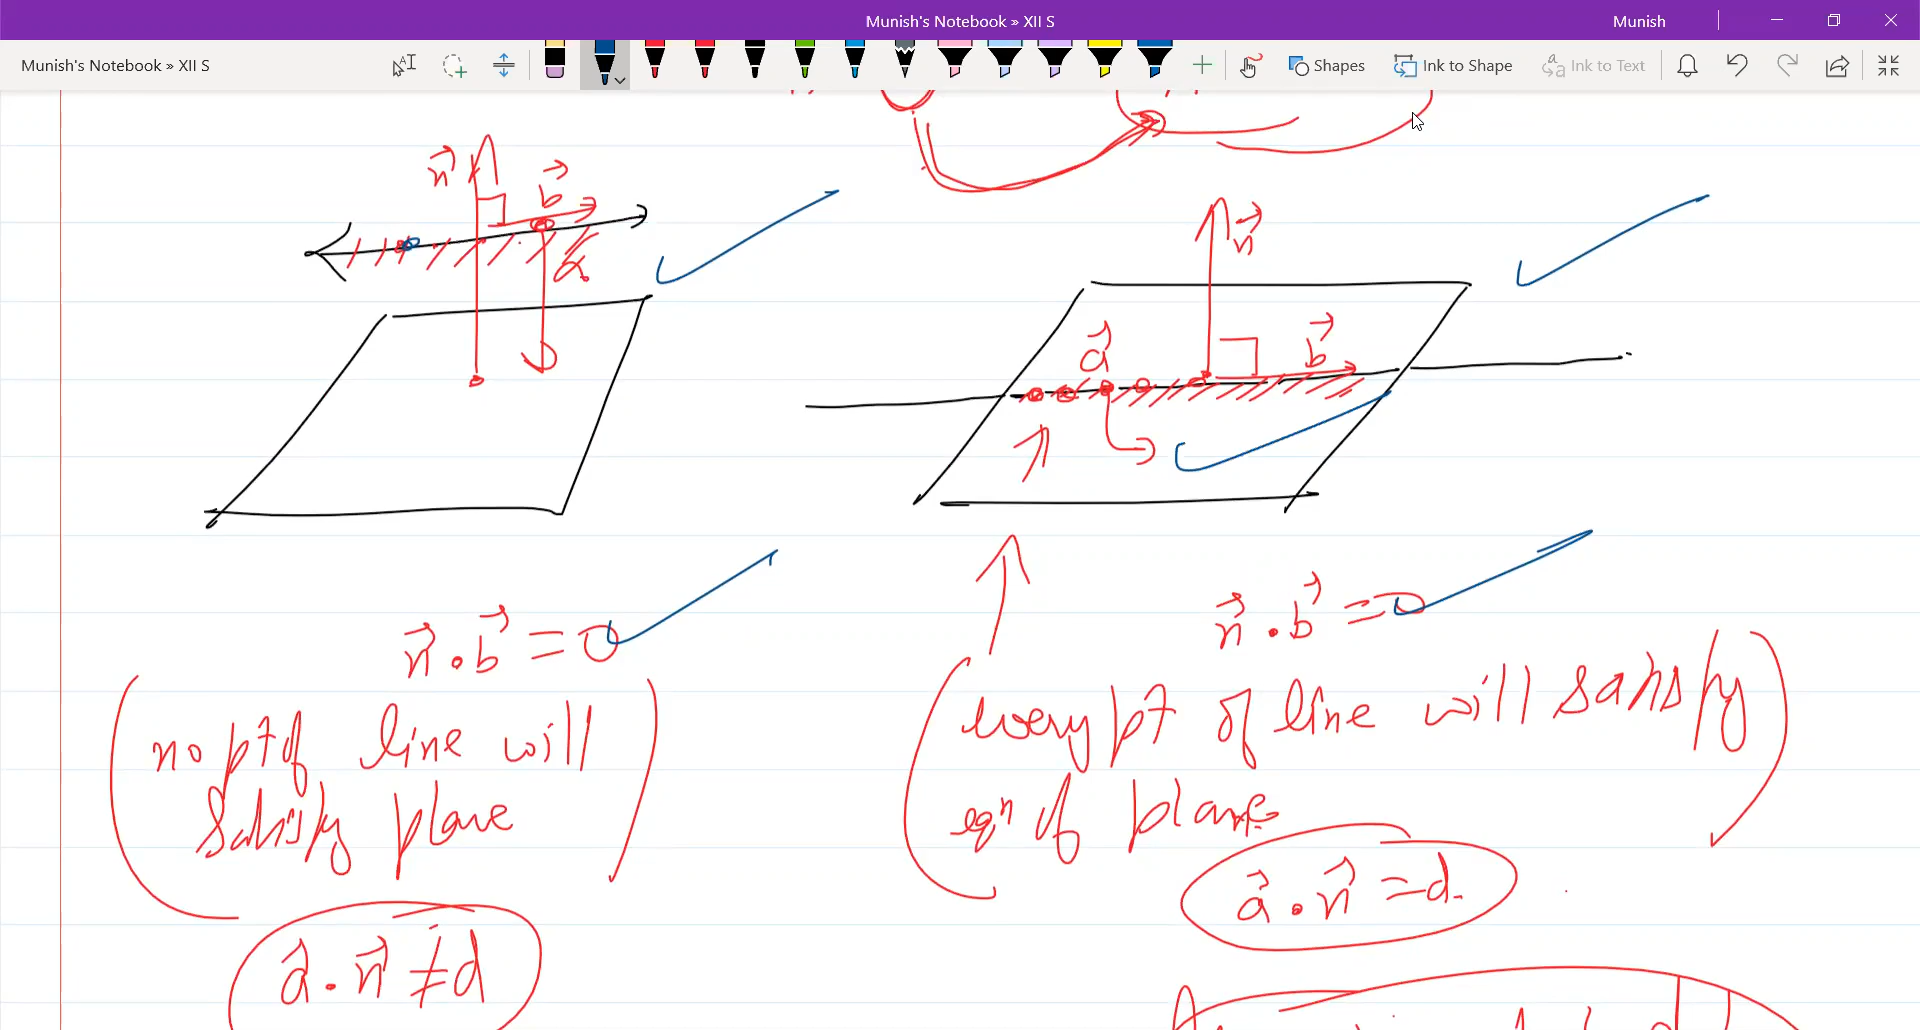 Munish's Notebook » XII S
Munish
Munish's Notebook » XII S
Shapes
Ink to Shape
Ink to Text
n⃗
b⃗
n⃗
a⃗
b⃗
n⃗ . b⃗ = 0
no pt of line will
satisfy plane
a⃗ . n⃗ ≠ d
n⃗ . b⃗ = 0
every pt of line will satisfy
eqn of plane
a⃗ . n⃗ = d.